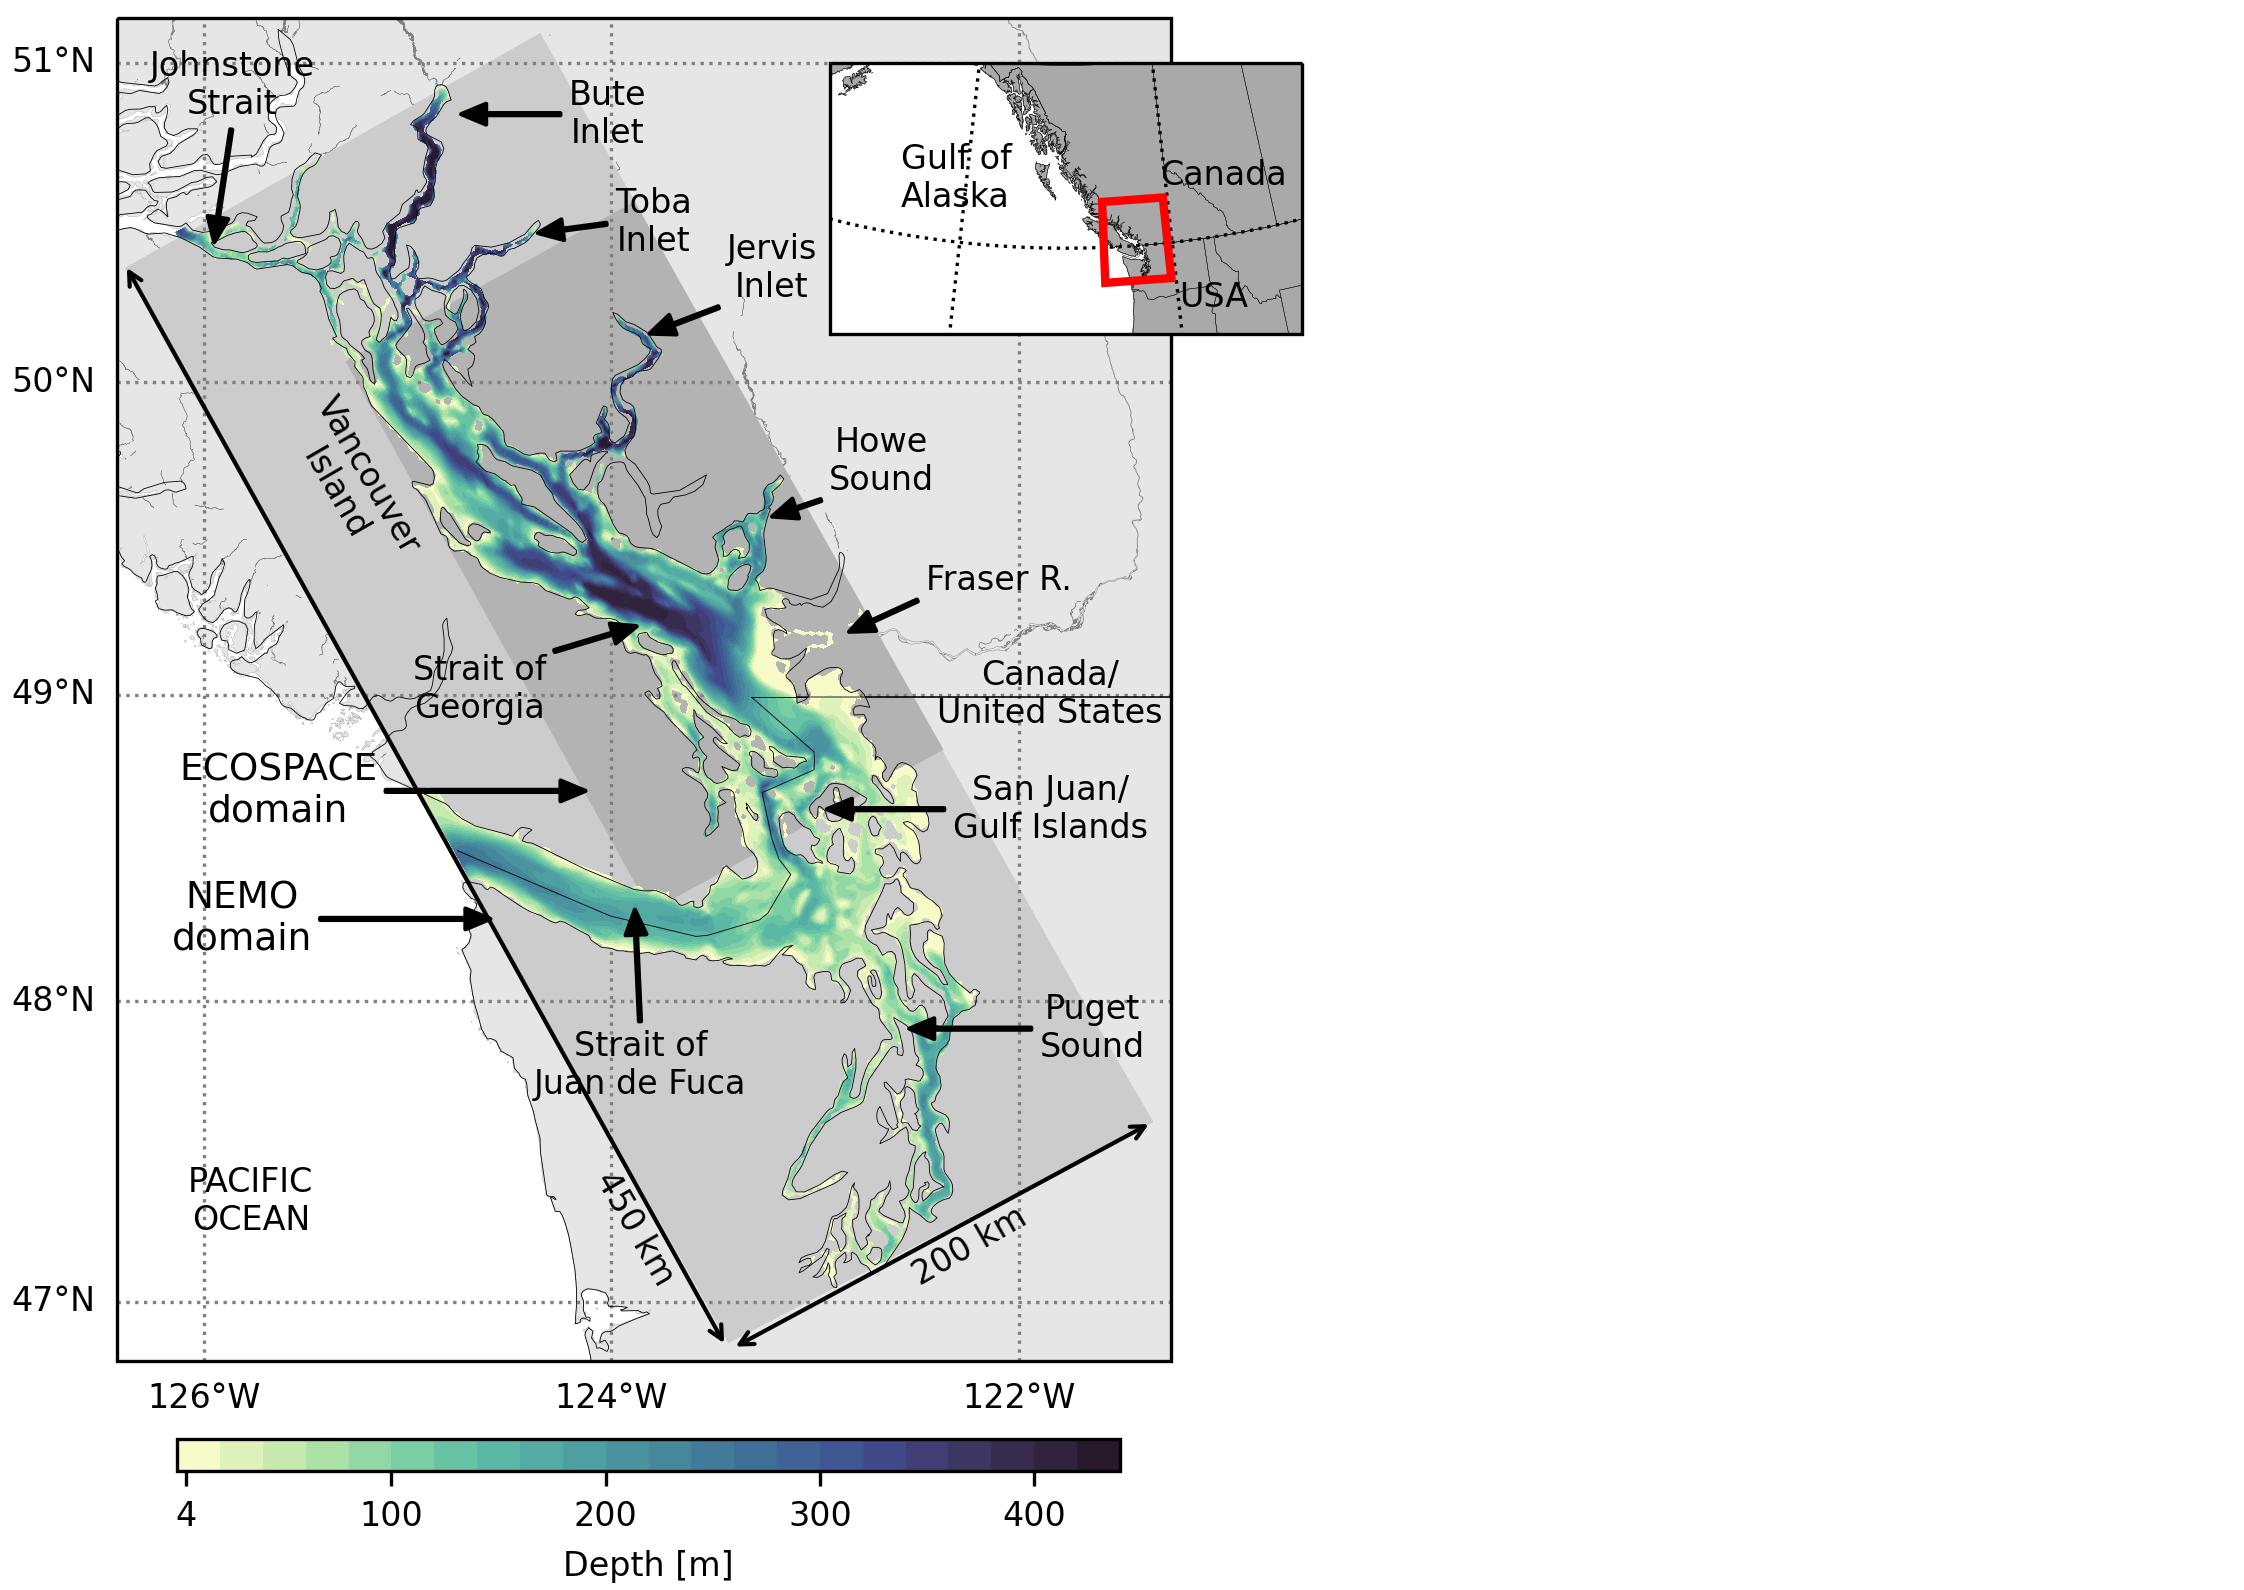 51°N
50°N
49°N
48°N
47°N
126°W
124°W
122°W
Johnstone
Strait
Bute
Inlet
Toba
Inlet
Jervis
Inlet
Gulf of
Alaska
Canada
USA
Howe
Sound
Vancouver
Island
Fraser R.
Strait of
Georgia
Canada/
United States
ECOSPACE
domain
San Juan/
Gulf Islands
NEMO
domain
Strait of
Juan de Fuca
Puget
Sound
PACIFIC
OCEAN
450 km
200 km
4
100
200
300
400
Depth [m]